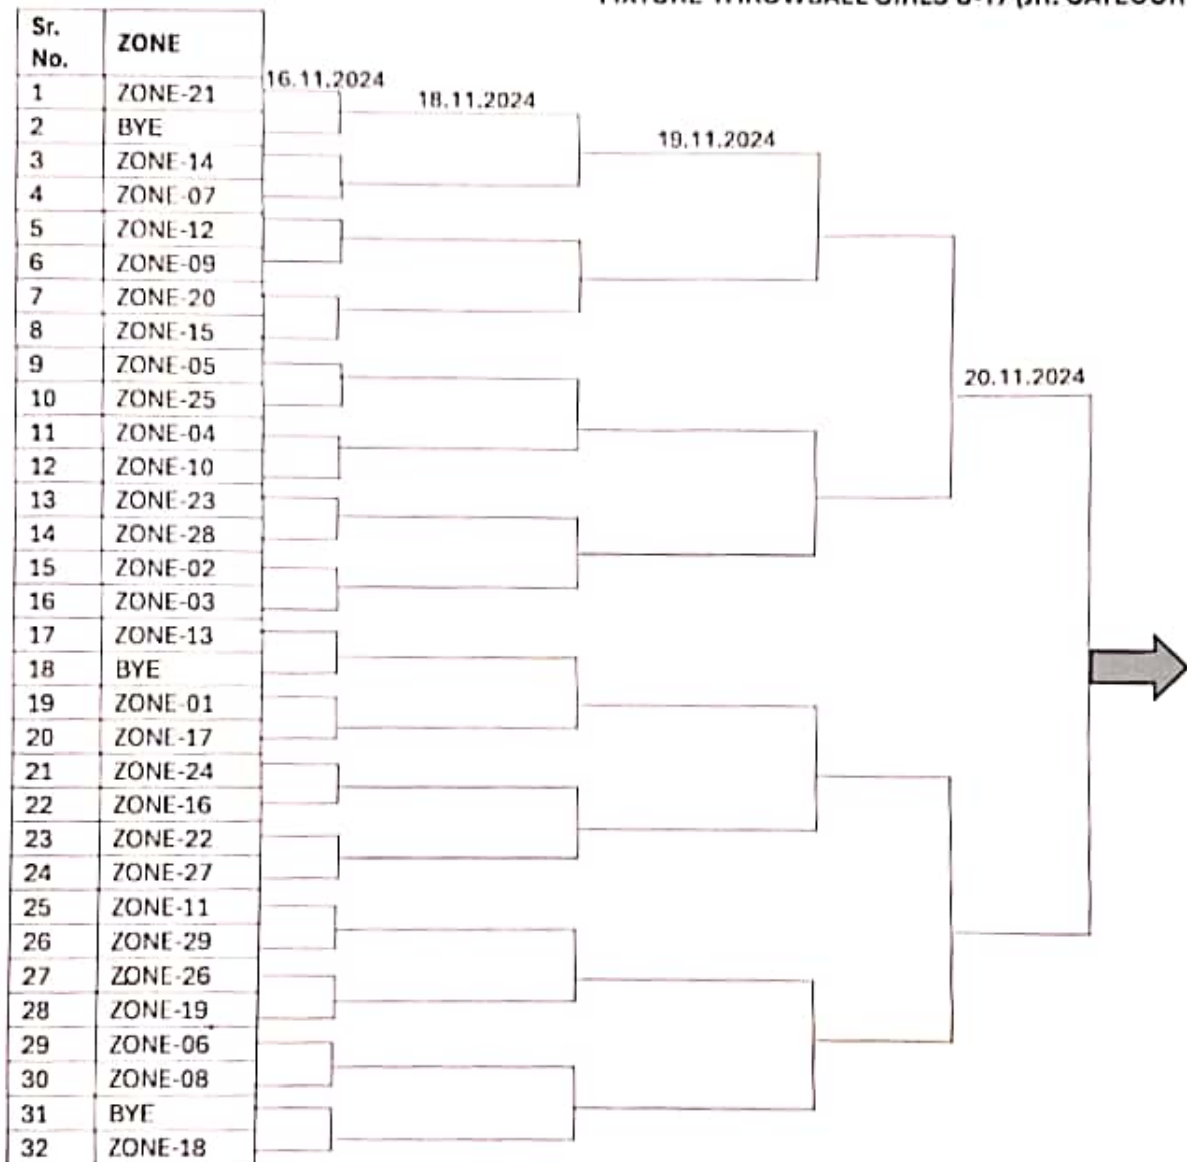 Sr. No. ZONE
16.11.2024
18.11.2024
19.11.2024
20.11.2024
1 ZONE-21
2 BYE
3 ZONE-14
4 ZONE-07
5 ZONE-12
6 ZONE-09
7 ZONE-20
8 ZONE-15
9 ZONE-05
10 ZONE-25
11 ZONE-04
12 ZONE-10
13 ZONE-23
14 ZONE-28
15 ZONE-02
16 ZONE-03
17 ZONE-13
18 BYE
19 ZONE-01
20 ZONE-17
21 ZONE-24
22 ZONE-16
23 ZONE-22
24 ZONE-27
25 ZONE-11
26 ZONE-29
27 ZONE-26
28 ZONE-19
29 ZONE-06
30 ZONE-08
31 BYE
32 ZONE-18